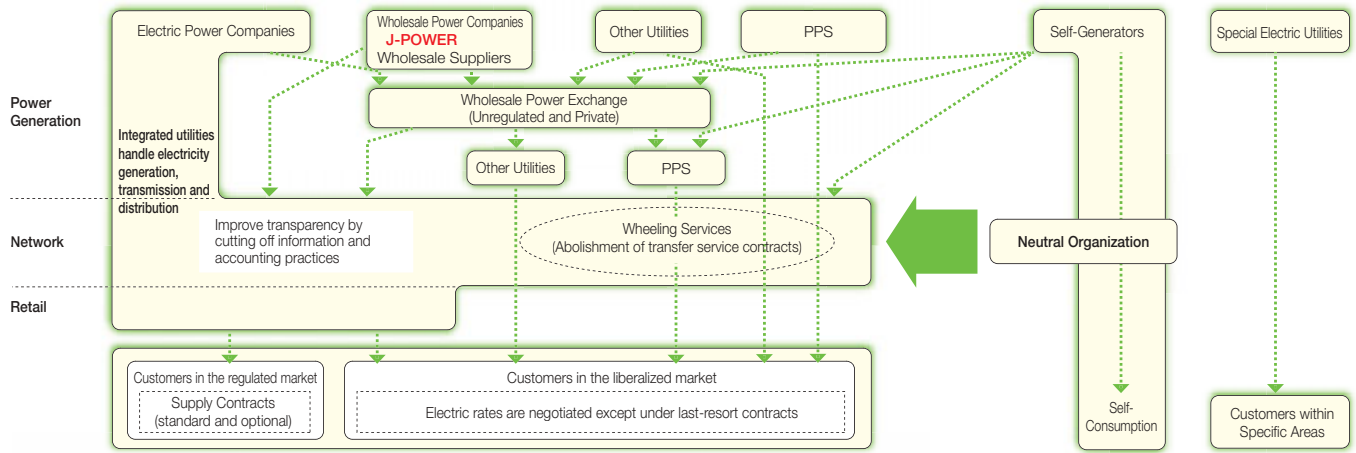 Electric Power Companies
Wholesale Power Companies
J-POWER
Wholesale Suppliers
Other Utilities
PPS
Self-Generators
Special Electric Utilities
Power
Generation
Wholesale Power Exchange
(Unregulated and Private)
Integrated utilities
handle electricity
generation,
transmission and
distribution
Other Utilities
PPS
Network
Improve transparency by
cutting off information and
accounting practices
Wheeling Services
(Abolishment of transfer service contracts)
Neutral Organization
Retail
Customers in the regulated market
Supply Contracts
(standard and optional)
Customers in the liberalized market
Electric rates are negotiated except under last-resort contracts
Self-
Consumption
Customers within
Specific Areas